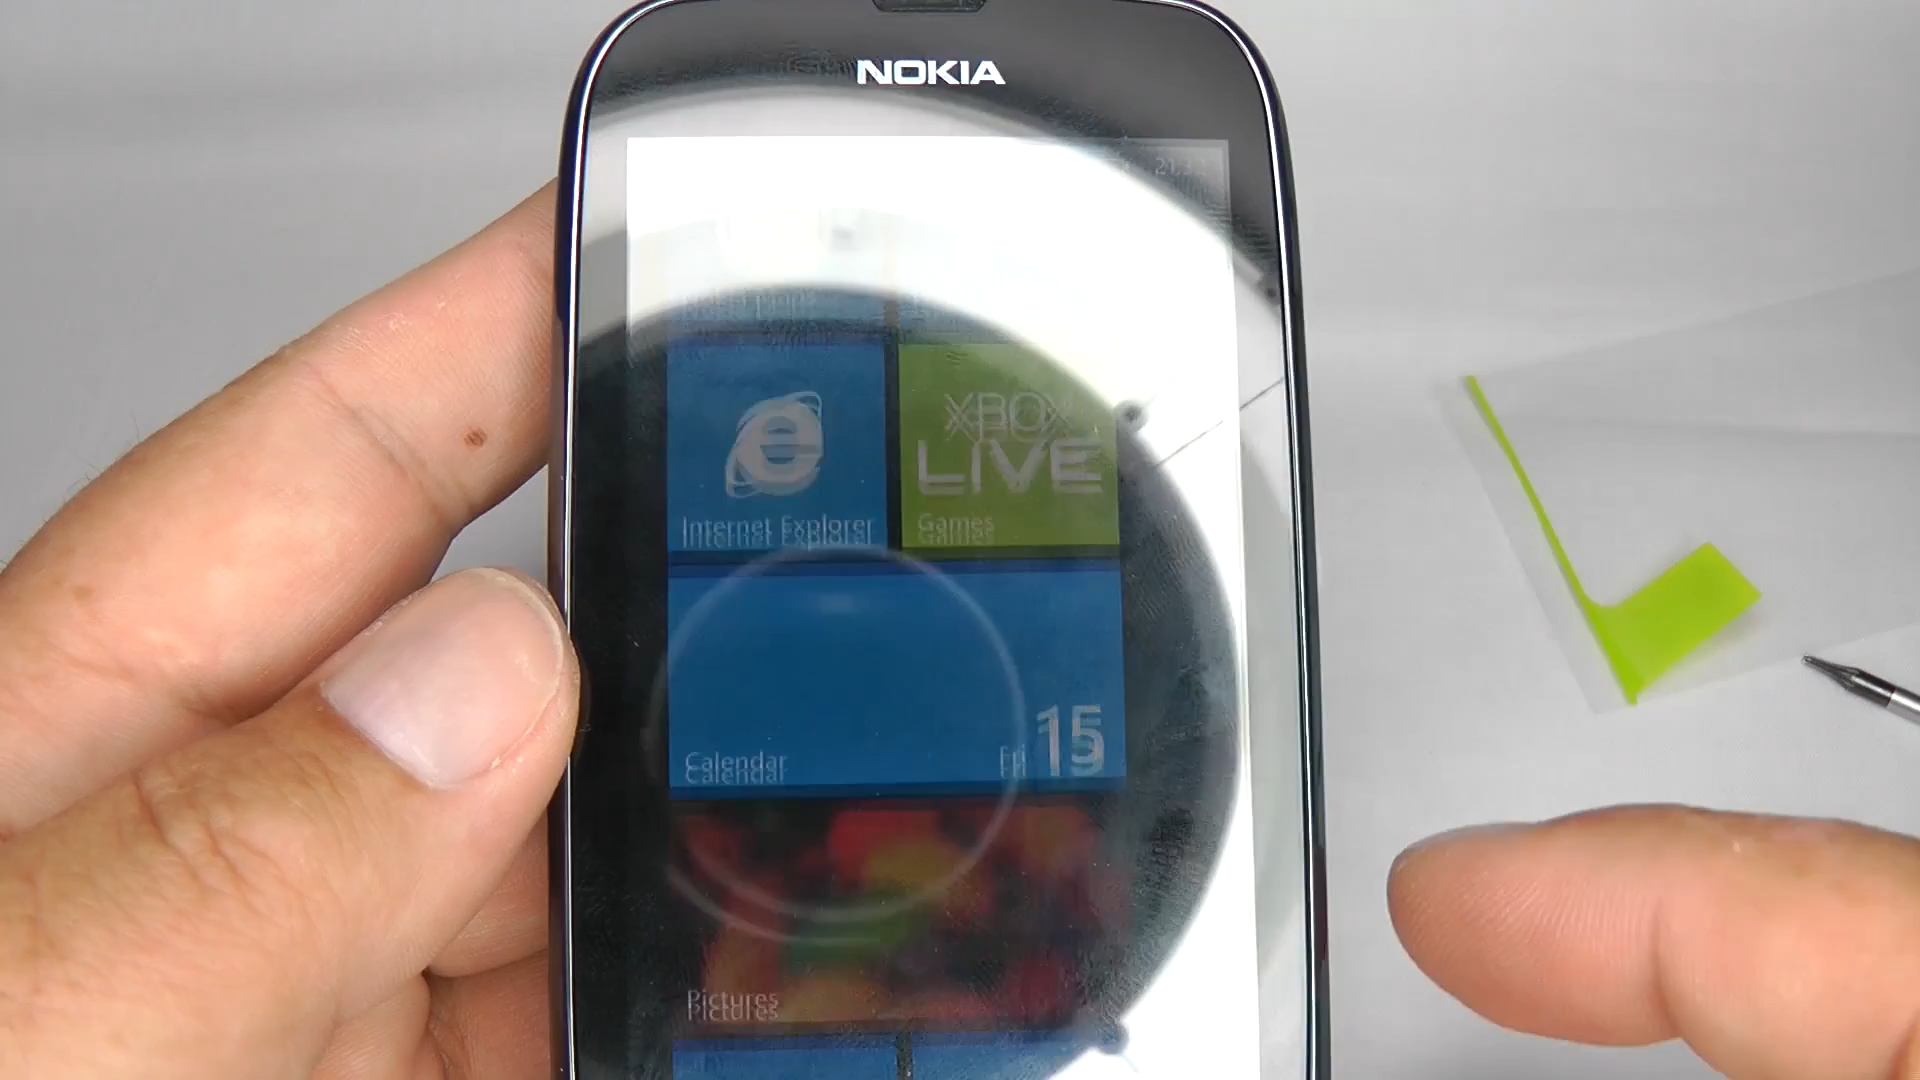 NOKIA
XBOX
LIVE
Internet Explorer
Games
15
Fri
Calendar
Pictures